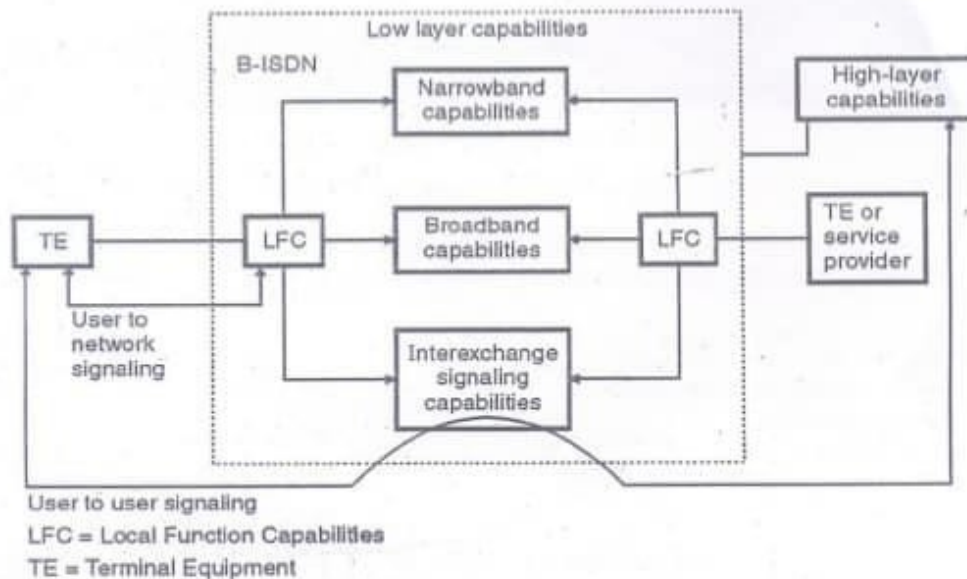 Low layer capabilities
B-ISDN
Narrowband
capabilities
High-layer
capabilities
TE
LFC
Broadband
capabilities
LFC
TE or
service
provider
User to
network
signaling
Interexchange
signaling
capabilities
User to user signaling
LFC = Local Function Capabilities
TE = Terminal Equipment